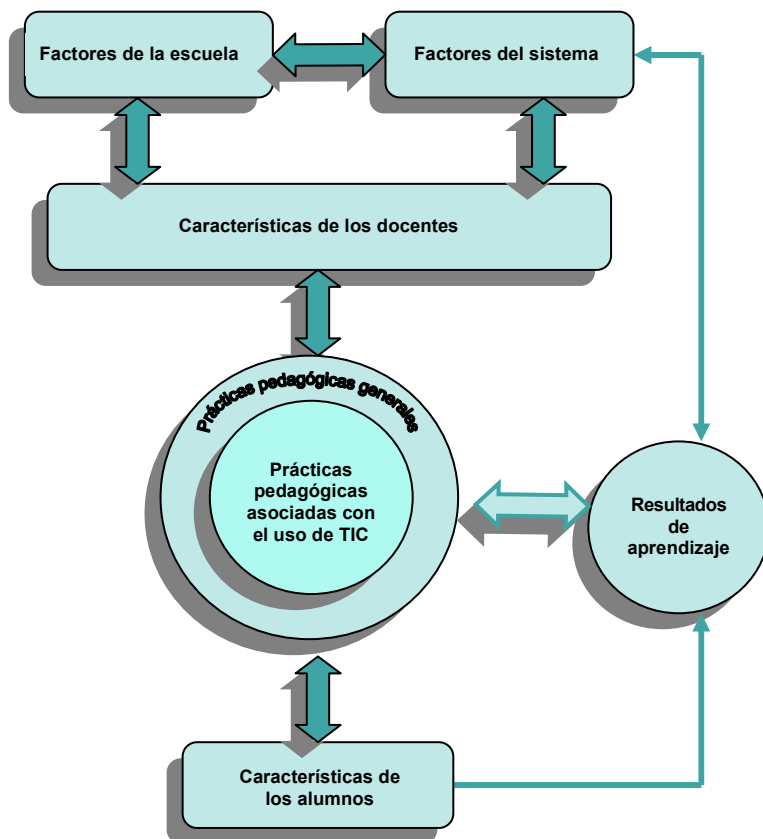 Factores de la escuela
Factores del sistema
Características de los docentes
Prácticas pedagógicas generales
Prácticas
pedagógicas
asociadas con
el uso de TIC
Resultados
de
aprendizaje
Características de
los alumnos